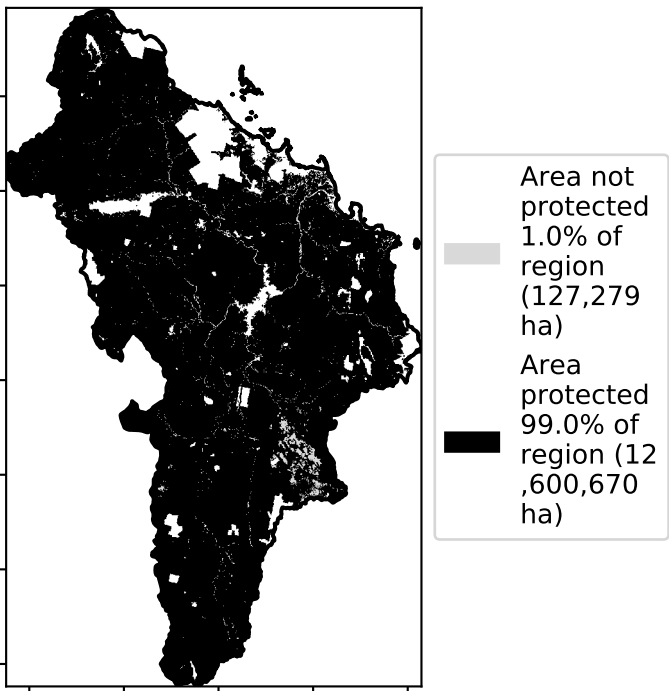 Area not
protected
1.0% of
region
(127,279
ha)
Area
protected
99.0% of
region (12
,600,670
ha)